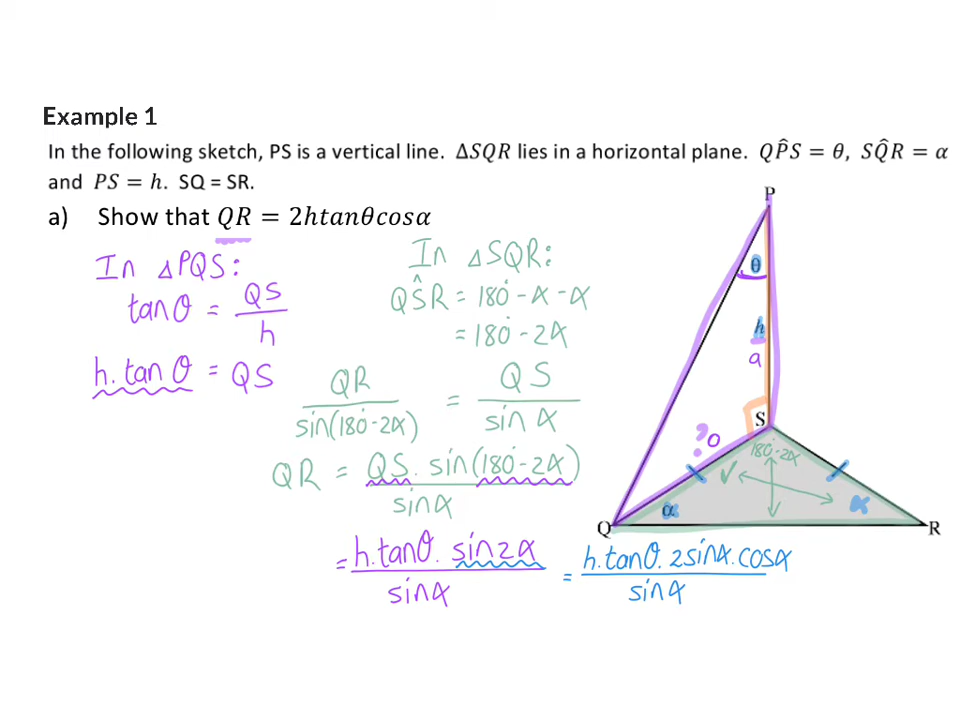 Example 1
In the following sketch, PS is a vertical line. ΔSQR lies in a horizontal plane. QP̂S = θ, SQ̂R = α
and PS = h. SQ = SR.
a) Show that QR = 2htanθcosα
In ΔPQS:
tanθ = QS/h
h.tanθ = QS
In ΔSQR:
QŜR = 180° - α - α
= 180° - 2α
QR/sin(180° - 2α) = QS/sin α
QR = QS. sin(180° - 2α)/sin α
= h.tanθ. sin2α/sin α = h.tanθ. 2sinα.cosα/sin α
P
θ
h
a
S
? o
180° - 2α
α
α
Q
R